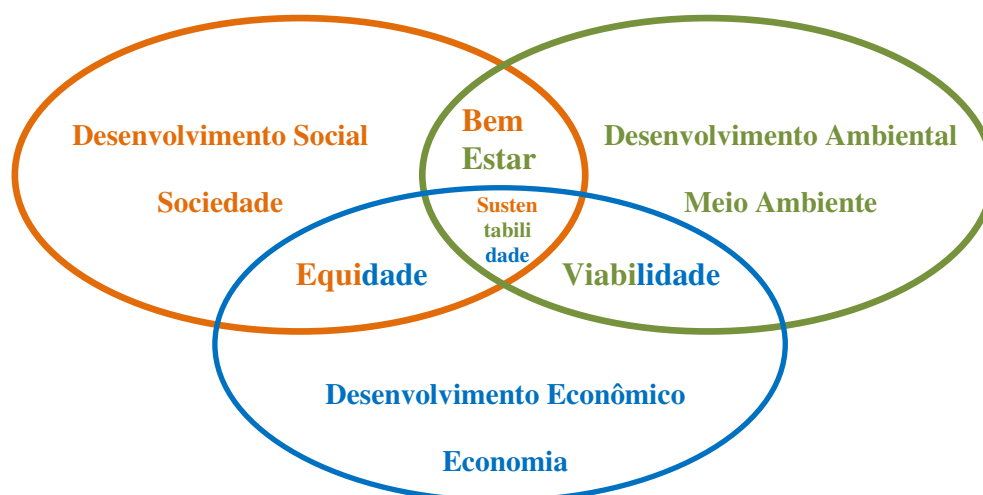 Desenvolvimento Social
Sociedade
Bem
Estar
Desenvolvimento Ambiental
Meio Ambiente
Susten
tabili
dade
Equidade
Viabilidade
Desenvolvimento Econômico
Economia